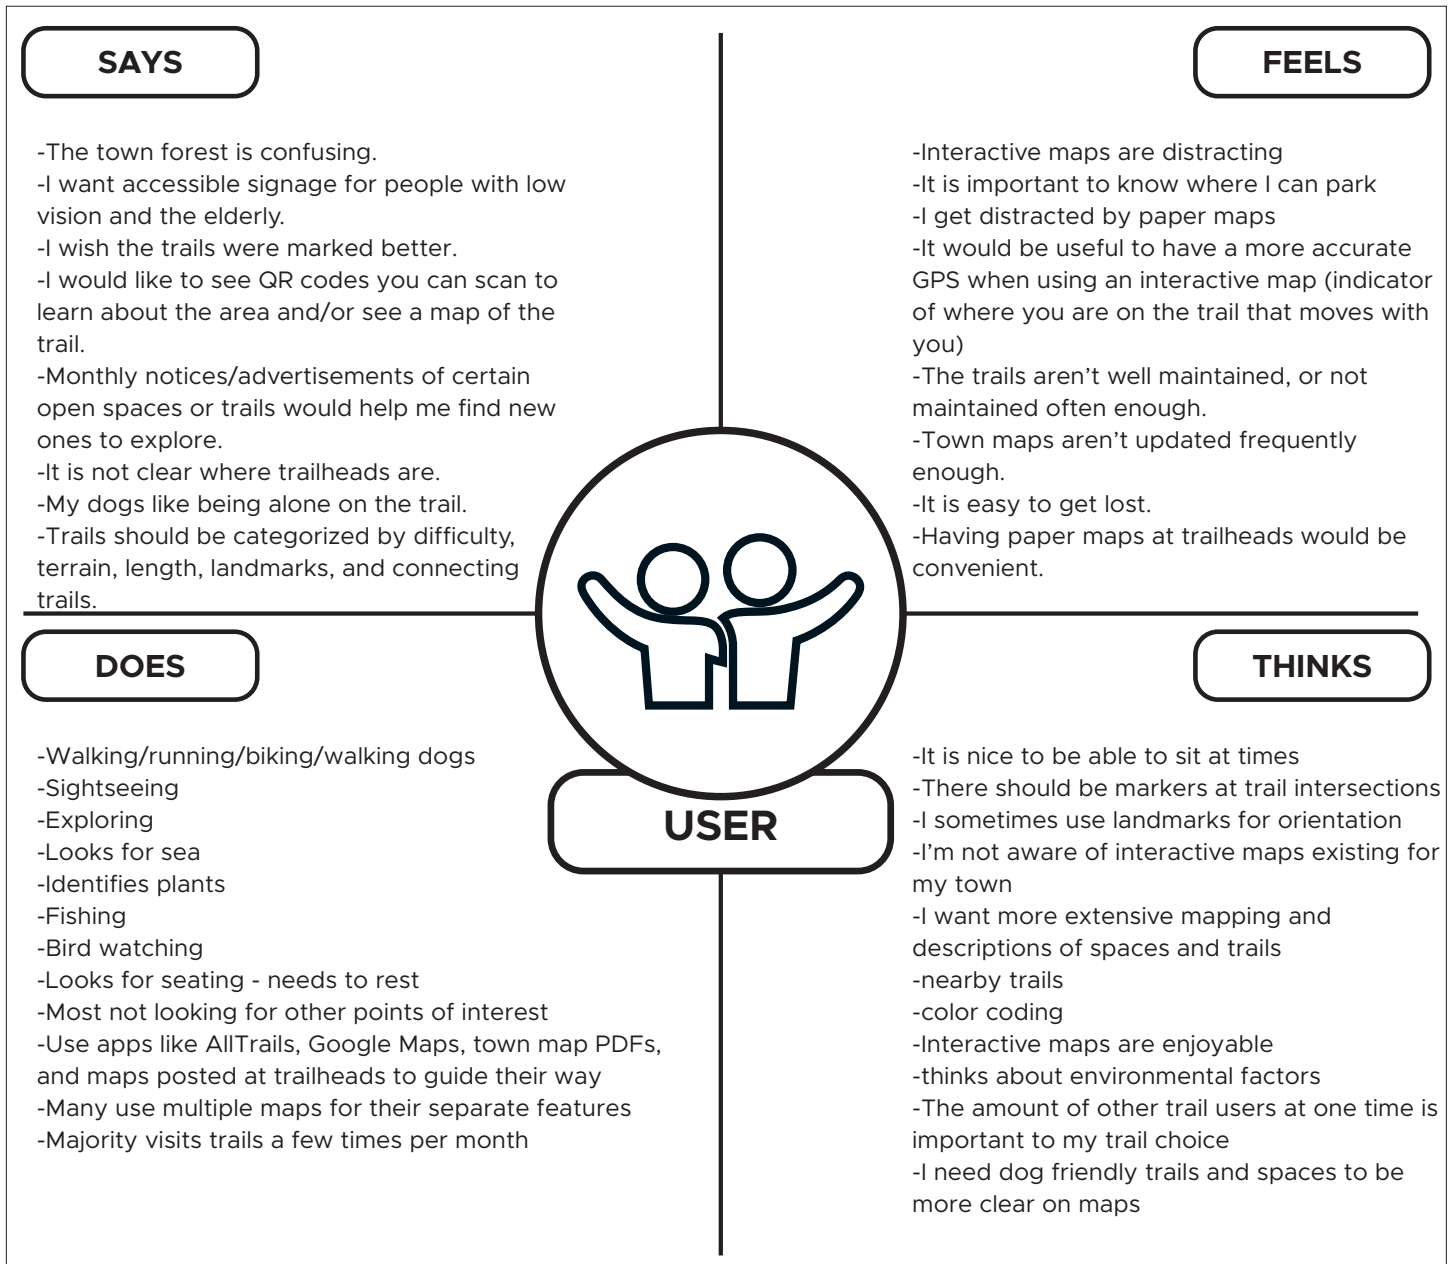 SAYS
-The town forest is confusing.
-I want accessible signage for people with low
vision and the elderly.
-I wish the trails were marked better.
-I would like to see QR codes you can scan to
learn about the area and/or see a map of the
trail.
-Monthly notices/advertisements of certain
open spaces or trails would help me find new
ones to explore.
-It is not clear where trailheads are.
-My dogs like being alone on the trail.
-Trails should be categorized by difficulty,
terrain, length, landmarks, and connecting
trails.
FEELS
-Interactive maps are distracting
-It is important to know where I can park
-I get distracted by paper maps
-It would be useful to have a more accurate
GPS when using an interactive map (indicator
of where you are on the trail that moves with
you)
-The trails aren’t well maintained, or not
maintained often enough.
-Town maps aren’t updated frequently
enough.
-It is easy to get lost.
-Having paper maps at trailheads would be
convenient.
USER
DOES
-Walking/running/biking/walking dogs
-Sightseeing
-Exploring
-Looks for sea
-Identifies plants
-Fishing
-Bird watching
-Looks for seating - needs to rest
-Most not looking for other points of interest
-Use apps like AllTrails, Google Maps, town map PDFs,
and maps posted at trailheads to guide their way
-Many use multiple maps for their separate features
-Majority visits trails a few times per month
THINKS
-It is nice to be able to sit at times
-There should be markers at trail intersections
-I sometimes use landmarks for orientation
-I’m not aware of interactive maps existing for
my town
-I want more extensive mapping and
descriptions of spaces and trails
-nearby trails
-color coding
-Interactive maps are enjoyable
-thinks about environmental factors
-The amount of other trail users at one time is
important to my trail choice
-I need dog friendly trails and spaces to be
more clear on maps